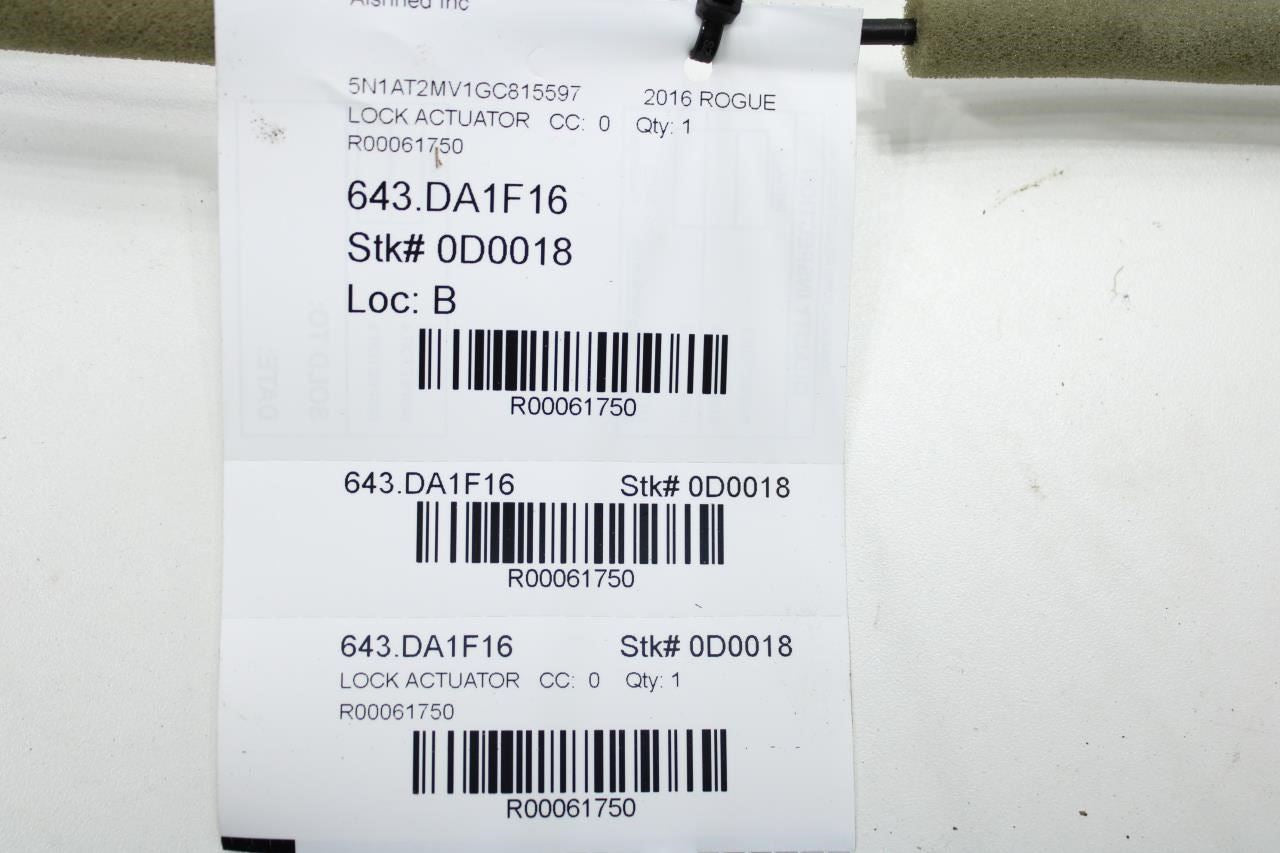 5N1AT2MV1GC815597 2016 ROGUE
LOCK ACTUATOR CC: 0 Qty: 1
R00061750
643.DA1F16
Stk# 0D0018
Loc: B
R00061750
643.DA1F16 Stk# 0D0018
R00061750
643.DA1F16 Stk# 0D0018
LOCK ACTUATOR CC: 0 Qty: 1
R00061750
R00061750